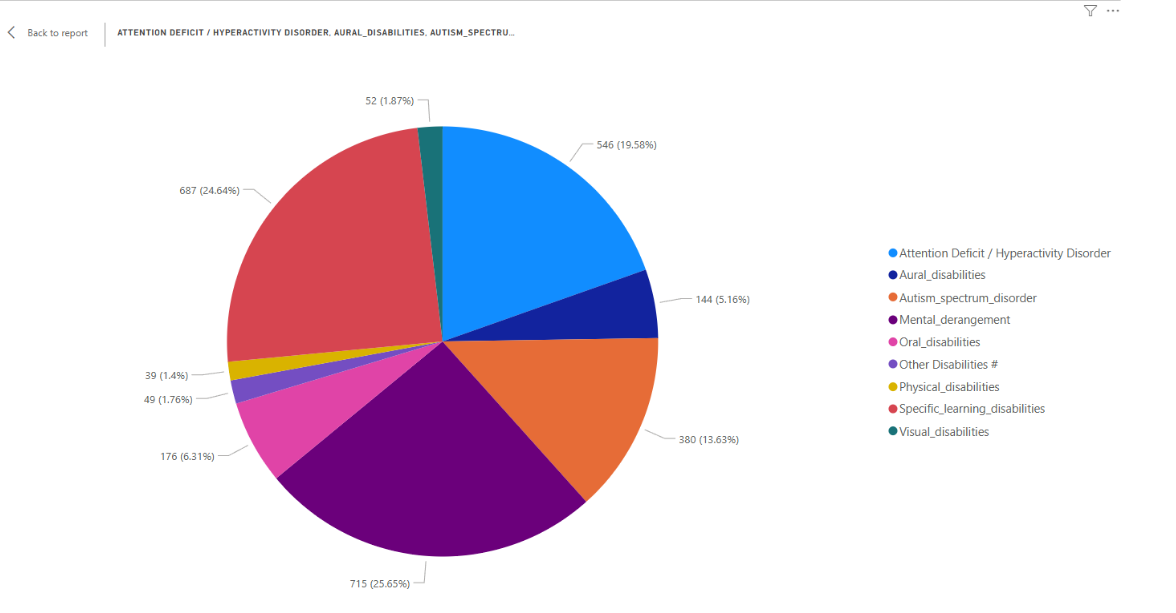 Back to report
ATTENTION DEFICIT / HYPERACTIVITY DISORDER, AURAL_DISABILITIES, AUTISM_SPECTRU...
52 (1.87%)
546 (19.58%)
687 (24.64%)
144 (5.16%)
39 (1.4%)
49 (1.76%)
380 (13.63%)
176 (6.31%)
715 (25.65%)
Attention Deficit / Hyperactivity Disorder
Aural_disabilities
Autism_spectrum_disorder
Mental_derangement
Oral_disabilities
Other Disabilities #
Physical_disabilities
Specific_learning_disabilities
Visual_disabilities